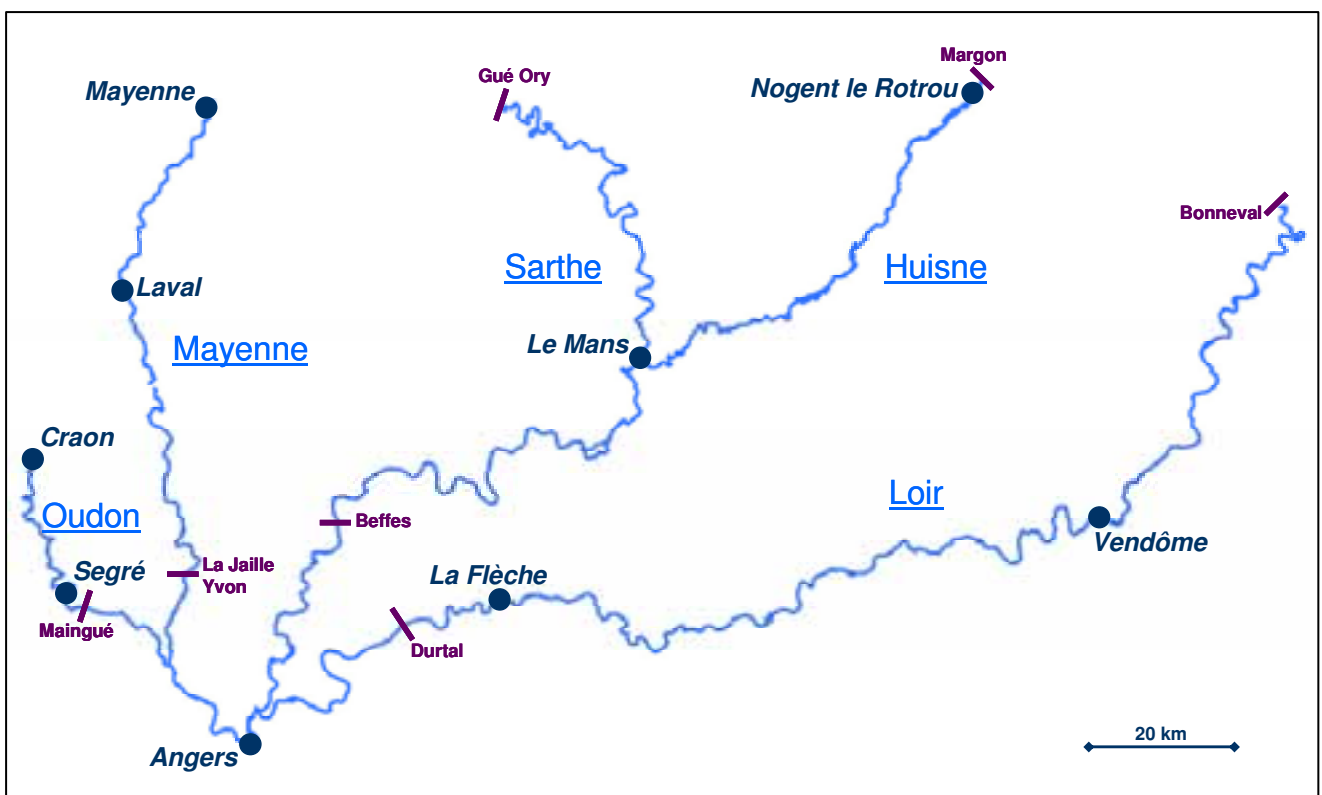 Margon
Gué Ory
Mayenne
Nogent le Rotrou
Bonneval
Sarthe
Huisne
Laval
Mayenne
Le Mans
Craon
Oudon
Loir
Beffes
Vendôme
La Jaille
Yvon
Segré
La Flèche
Maingué
Durtal
20 km
Angers